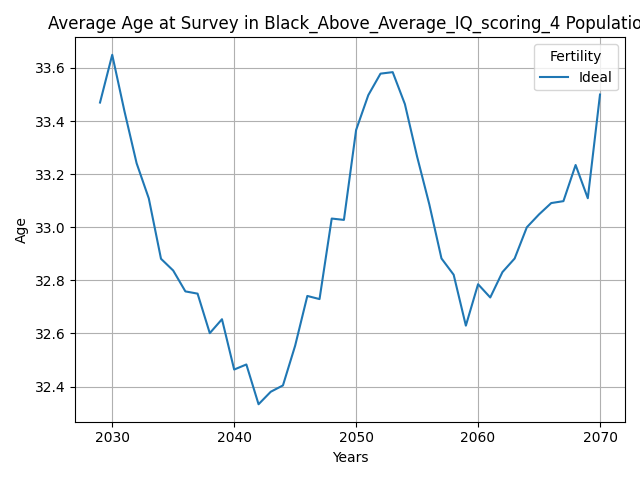 Average Age at Survey in Black_Above_Average_IQ_scoring_4 Populatio
Fertility
Ideal
33.6
33.4
33.2
33.0
32.8
32.6
32.4
Age
2030 2040 2050 2060 2070
Years